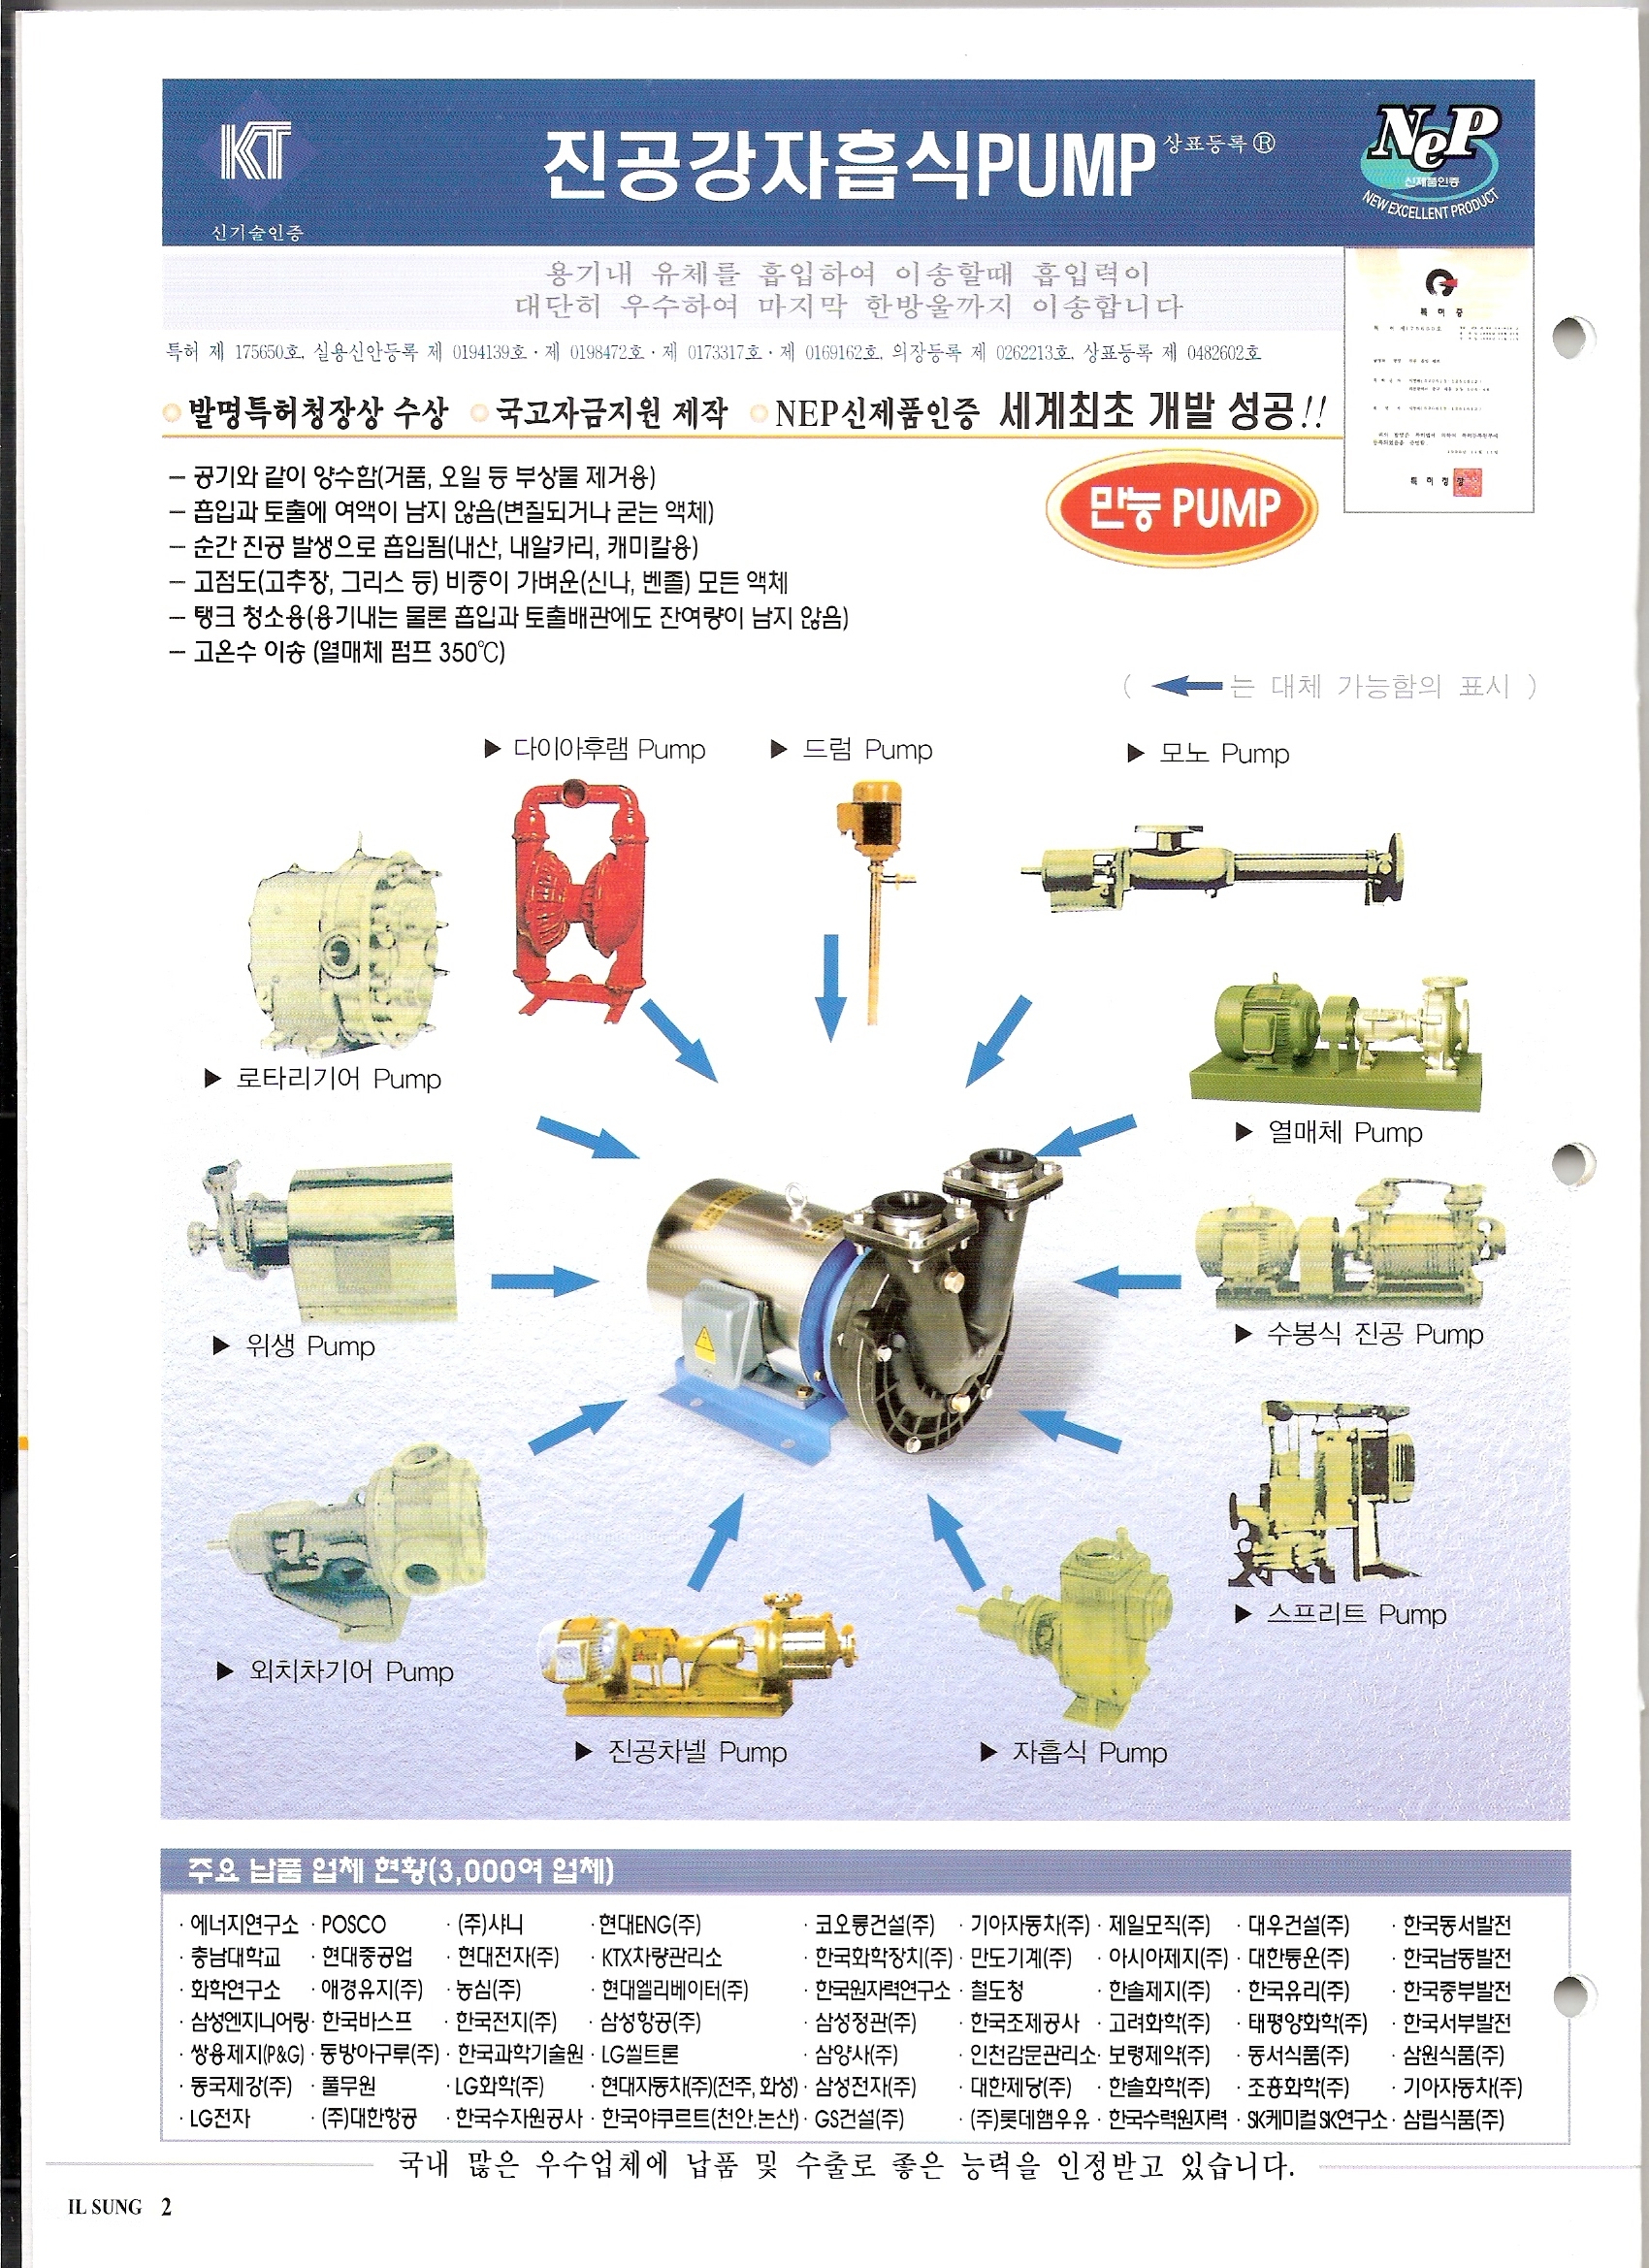 KT
신기술인증
진공강자흡식PUMP 상표등록 ®
NeP
신제품인증
NEW EXCELLENT PRODUCT
용기내 유체를 흡입하여 이송할때 흡입력이
대단히 우수하여 마지막 한방울까지 이송합니다
특허 제 175650호, 실용신안등록 제 0194139호 · 제 0198472호 · 제 0173317호 · 제 0169162호, 의장등록 제 0262213호, 상표등록 제 0482602호
발명특허청장상 수상 국고자금지원 제작 NEP신제품인증 세계최초 개발 성공!!
특 허 증
특 허 청 장
– 공기와 같이 양수함(거품, 오일 등 부상물 제거용)
– 흡입과 토출에 여액이 남지 않음(변질되거나 굳는 액체)
– 순간 진공 발생으로 흡입됨(내산, 내알카리, 캐미칼용)
– 고점도(고추장, 그리스 등) 비중이 가벼운(신나, 벤졸) 모든 액체
– 탱크 청소용(용기내는 물론 흡입과 토출배관에도 잔여량이 남지 않음)
– 고온수 이송 (열매체 펌프 350℃)
만능 PUMP
( ←는 대체 가능함의 표시 )
▶ 다이아후램 Pump ▶ 드럼 Pump ▶ 모노 Pump
▶ 로타리기어 Pump
▶ 열매체 Pump
▶ 위생 Pump
▶ 수봉식 진공 Pump
▶ 스프리트 Pump
▶ 외치차기어 Pump
▶ 진공차넬 Pump
▶ 자흡식 Pump
주요 납품 업체 현황(3,000여 업체)
· 에너지연구소 · POSCO · (주)샤니 · 현대ENG(주) · 코오롱건설(주) · 기아자동차(주) · 제일모직(주) · 대우건설(주) · 한국동서발전
· 충남대학교 · 현대중공업 · 현대전자(주) · KTX차량관리소 · 한국화학장치(주) · 만도기계(주) · 아시아제지(주) · 대한통운(주) · 한국남동발전
· 화학연구소 · 애경유지(주) · 농심(주) · 현대엘리베이터(주) · 한국원자력연구소 · 철도청 · 한솔제지(주) · 한국유리(주) · 한국중부발전
· 삼성엔지니어링 · 한국바스프 · 한국전지(주) · 삼성항공(주) · 삼성정관(주) · 한국조제공사 · 고려화학(주) · 태평양화학(주) · 한국서부발전
· 쌍용제지(P&G) · 동방아구루(주) · 한국과학기술원 · LG씰트론 · 삼양사(주) · 인천감문관리소 · 보령제약(주) · 동서식품(주) · 삼원식품(주)
· 동국제강(주) · 풀무원 · LG화학(주) · 현대자동차(주)(전주, 화성) · 삼성전자(주) · 대한제당(주) · 한솔화학(주) · 조흥화학(주) · 기아자동차(주)
· LG전자 · (주)대한항공 · 한국수자원공사 · 한국야쿠르트(천안.논산) · GS건설(주) · (주)롯데햄우유 · 한국수력원자력 · SK케미컬 SK연구소 · 삼립식품(주)
국내 많은 우수업체에 납품 및 수출로 좋은 능력을 인정받고 있습니다.
IL SUNG 2